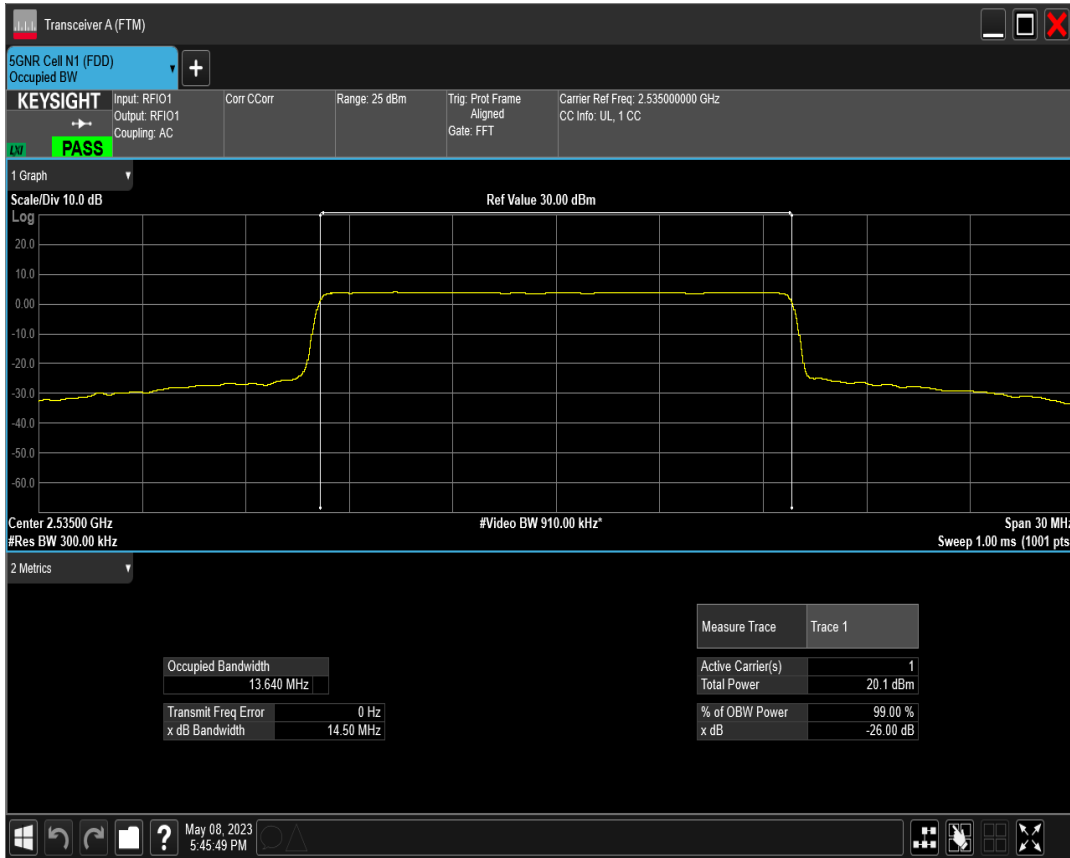 Transceiver A (FTM)
5GNR Cell N1 (FDD)
Occupied BW
+
KEYSIGHT
LXI
PASS
Input: RFIO1
Output: RFIO1
Coupling: AC
Corr CCorr
Range: 25 dBm
Trig: Prot Frame
Aligned
Gate: FFT
Carrier Ref Freq: 2.535000000 GHz
CC Info: UL, 1 CC
1 Graph
Scale/Div 10.0 dB
Ref Value 30.00 dBm
Log
20.0
10.0
0.00
-10.0
-20.0
-30.0
-40.0
-50.0
-60.0
Center 2.53500 GHz
#Video BW 910.00 kHz*
Span 30 MHz
#Res BW 300.00 kHz
Sweep 1.00 ms (1001 pts
2 Metrics
Measure Trace Trace 1
Occupied Bandwidth
13.640 MHz
Active Carrier(s) 1
Total Power 20.1 dBm
Transmit Freq Error 0 Hz
x dB Bandwidth 14.50 MHz
% of OBW Power 99.00 %
x dB -26.00 dB
?
May 08, 2023
5:45:49 PM